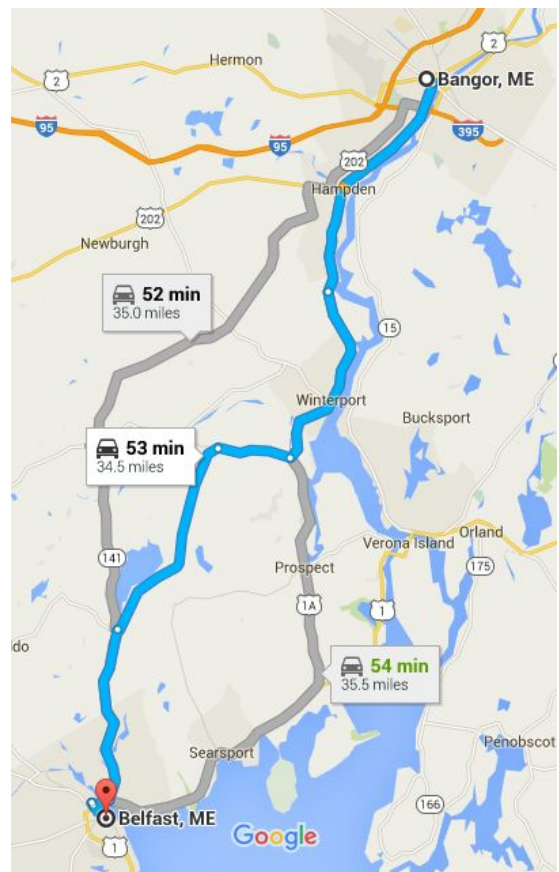 2
Hermon
2
Bangor, ME
95
95
395
202
Hampden
202
Newburgh
52 min
35.0 miles
15
Winterport
Bucksport
53 min
34.5 miles
Orland
Verona Island
141
Prospect
175
1A
1
do
54 min
35.5 miles
Searsport
Penobscot
166
Belfast, ME
1
Google